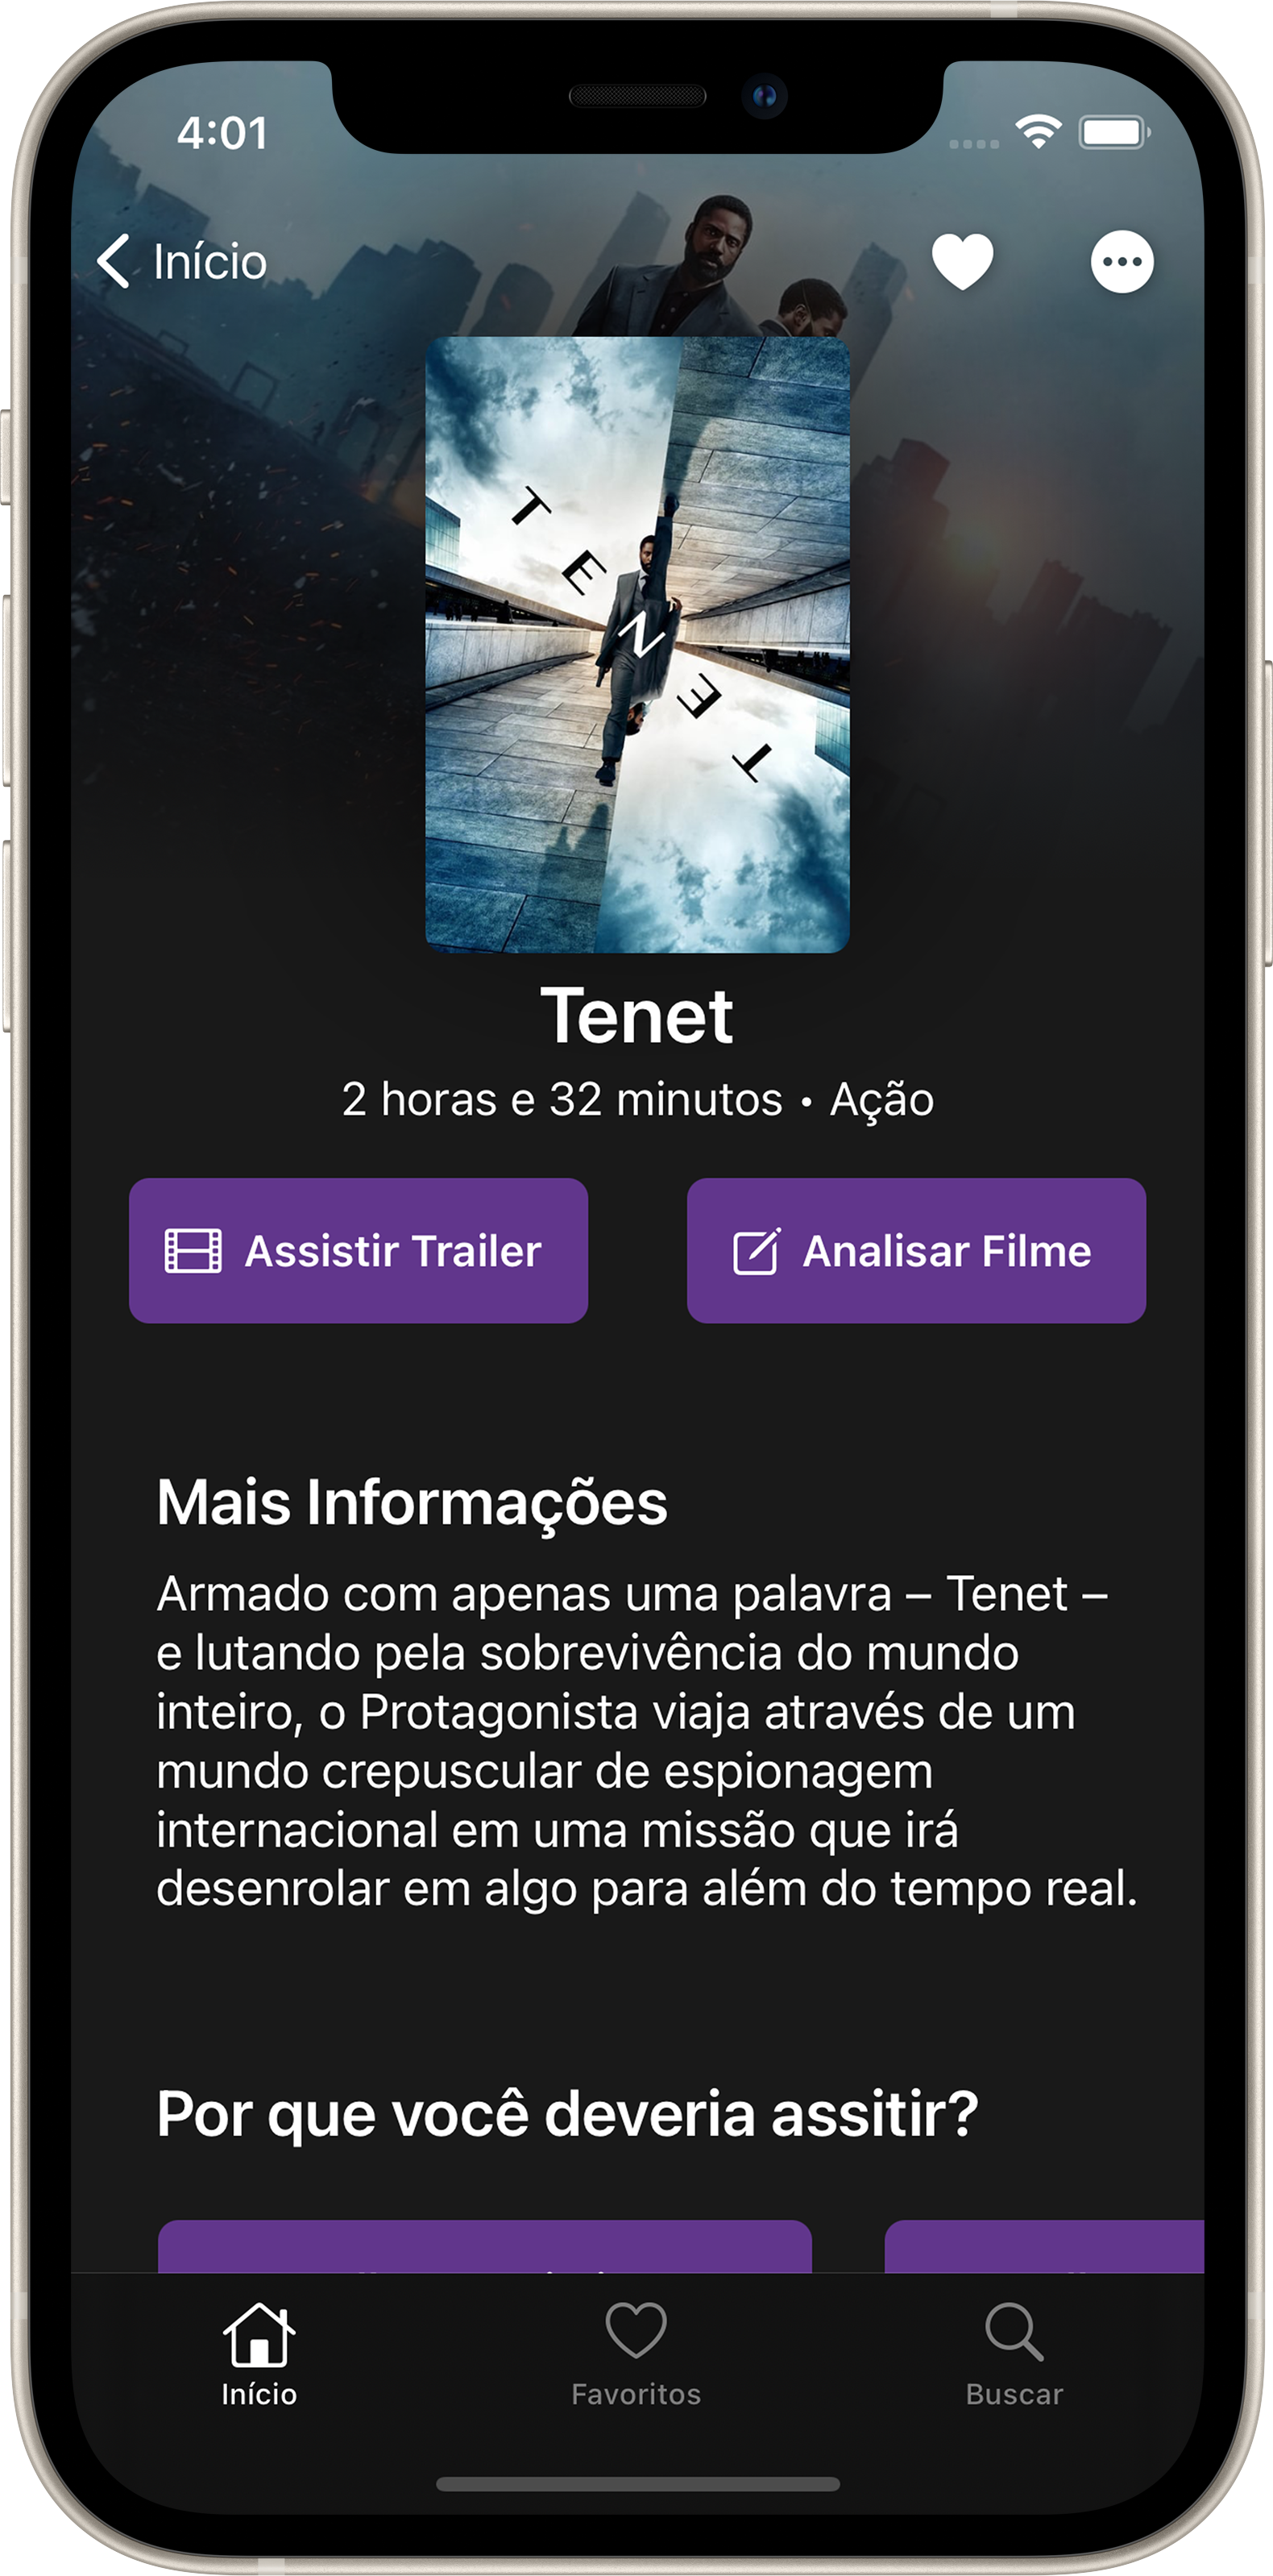 4:01
Início
T
E
N
E
T
Tenet
2 horas e 32 minutos • Ação
Assistir Trailer
Analisar Filme
Mais Informações
Armado com apenas uma palavra – Tenet –
e lutando pela sobrevivência do mundo
inteiro, o Protagonista viaja através de um
mundo crepuscular de espionagem
internacional em uma missão que irá
desenrolar em algo para além do tempo real.
Por que você deveria assitir?
Início
Favoritos
Buscar